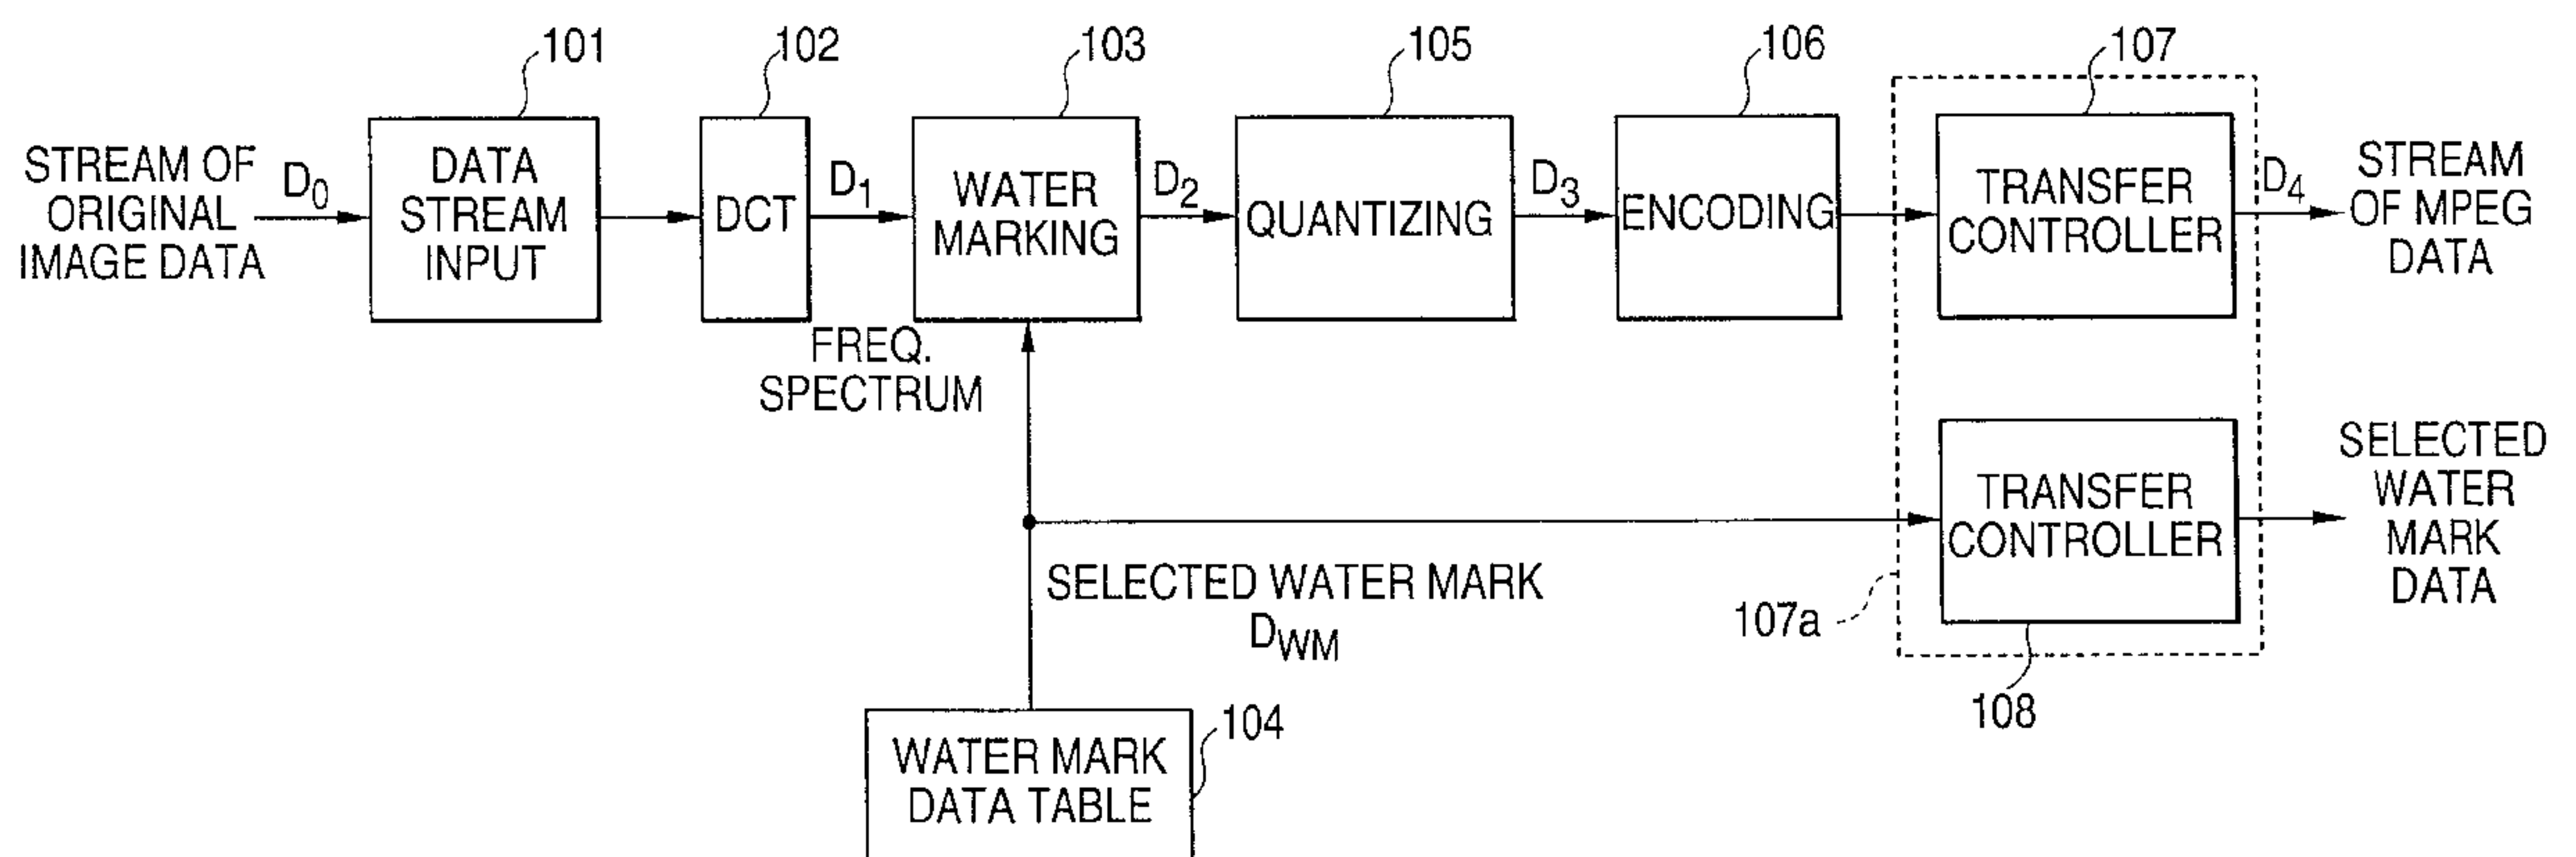 101
102
103
105
106
107
STREAM OF
ORIGINAL
IMAGE DATA
D0
DATA
STREAM
INPUT
DCT
D1
WATER
MARKING
D2
QUANTIZING
D3
ENCODING
TRANSFER
CONTROLLER
D4
STREAM
OF MPEG
DATA
FREQ.
SPECTRUM
TRANSFER
CONTROLLER
SELECTED
WATER
MARK
DATA
SELECTED WATER MARK
DWM
107a
108
WATER MARK
DATA TABLE
104